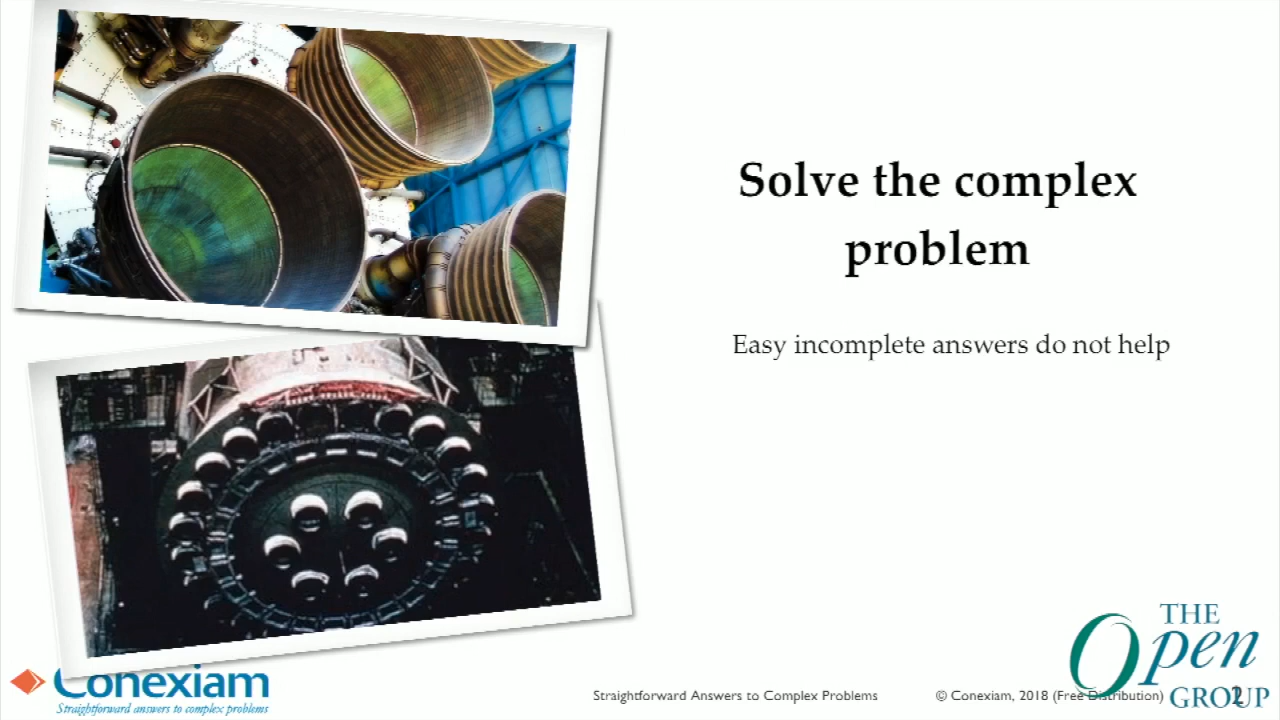 Solve the complex
problem
Easy incomplete answers do not help
Conexiam
Straightforward answers to complex problems
Straightforward Answers to Complex Problems
© Conexiam, 2018 (Free Distribution)
2
THE
Open
GROUP